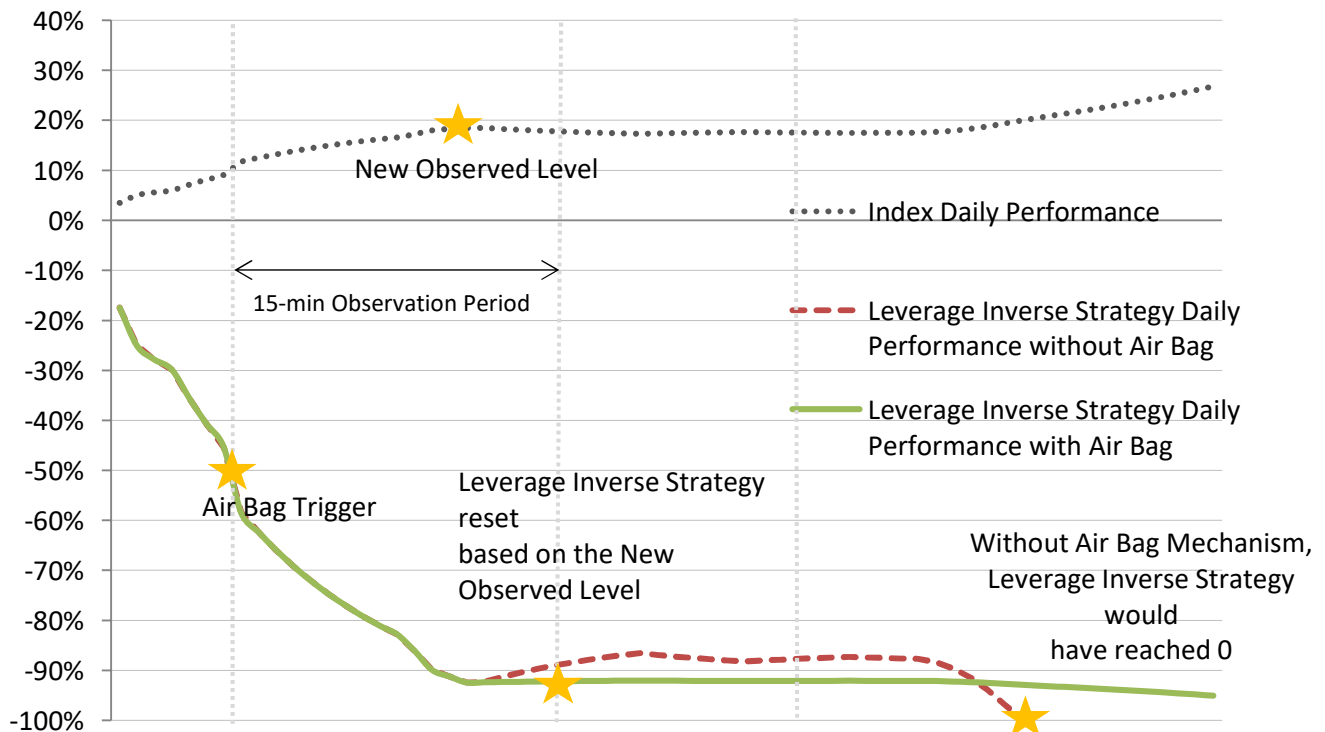 40%
30%
20%
10%
0%
-10%
-20%
-30%
-40%
-50%
-60%
-70%
-80%
-90%
-100%
New Observed Level
Index Daily Performance
15-min Observation Period
Leverage Inverse Strategy Daily
Performance without Air Bag
Leverage Inverse Strategy Daily
Performance with Air Bag
Air Bag Trigger
Leverage Inverse Strategy
reset
based on the New
Observed Level
Without Air Bag Mechanism,
Leverage Inverse Strategy
would
have reached 0